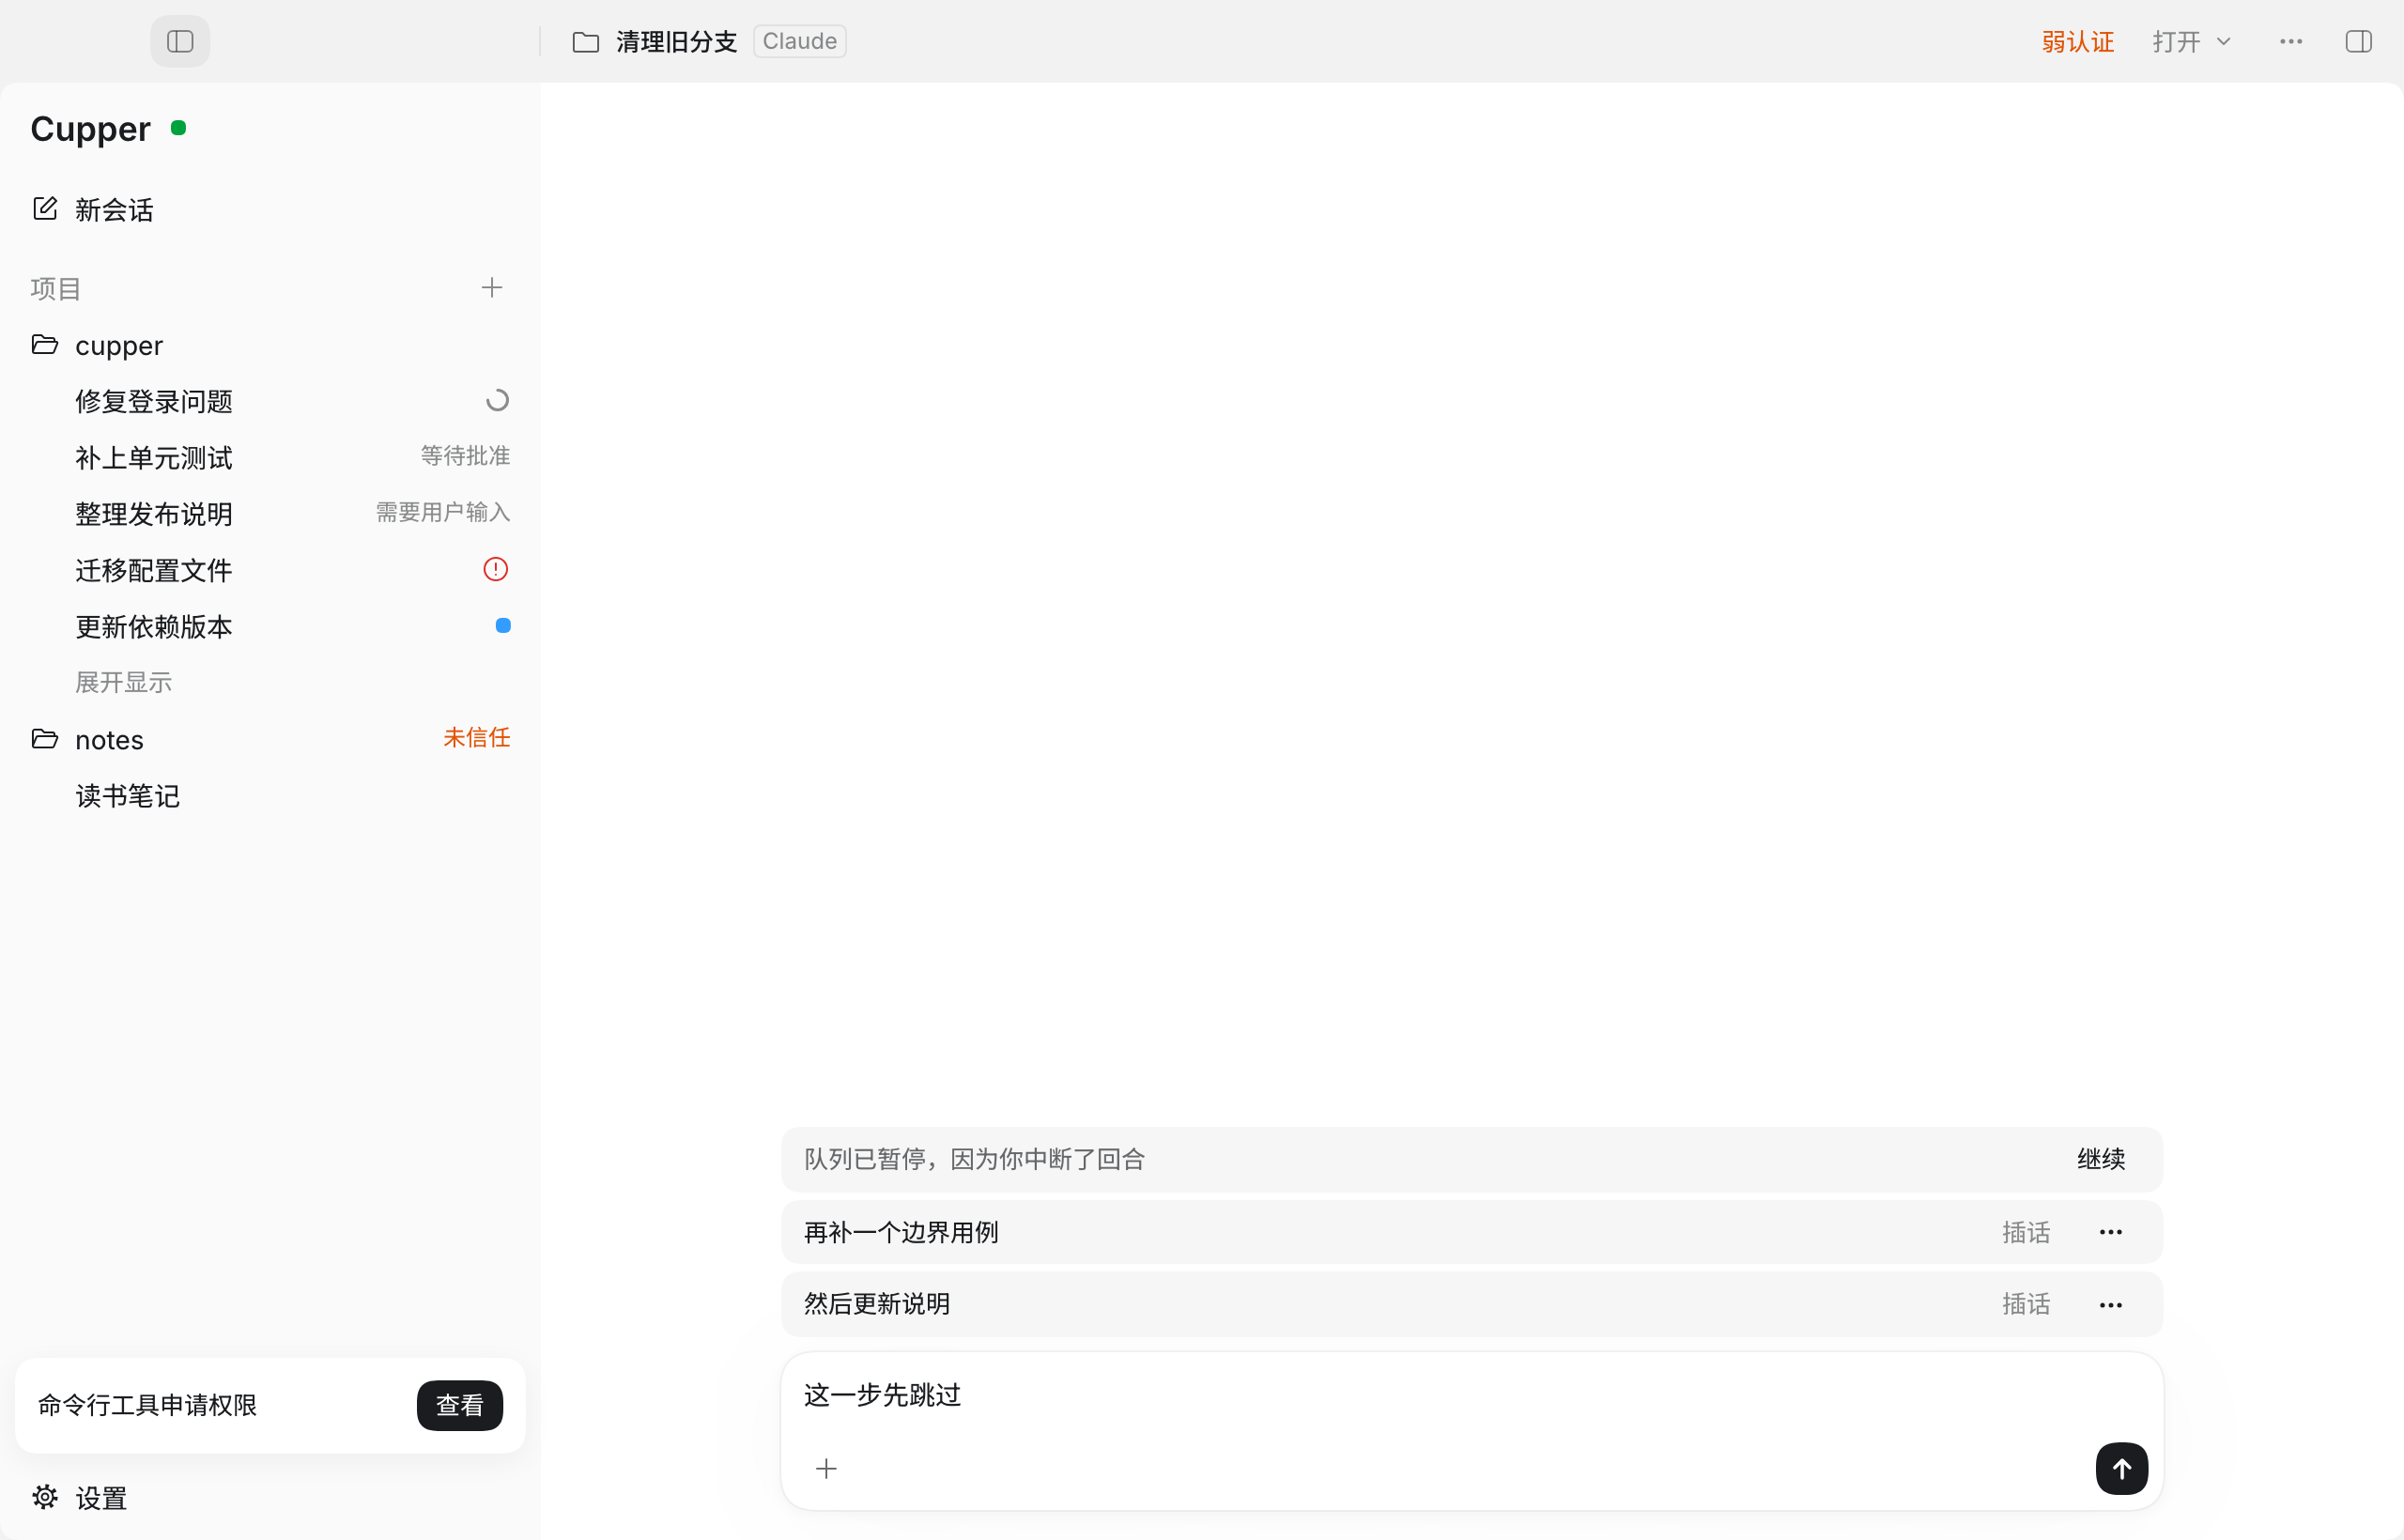 清理旧分支 Claude 弱认证 打开
Cupper
新会话
项目
cupper
修复登录问题
补上单元测试 等待批准
整理发布说明 需要用户输入
迁移配置文件
更新依赖版本
展开显示
notes 未信任
读书笔记
命令行工具申请权限 查看
设置
队列已暂停，因为你中断了回合 继续
再补一个边界用例 插话
然后更新说明 插话
这一步先跳过